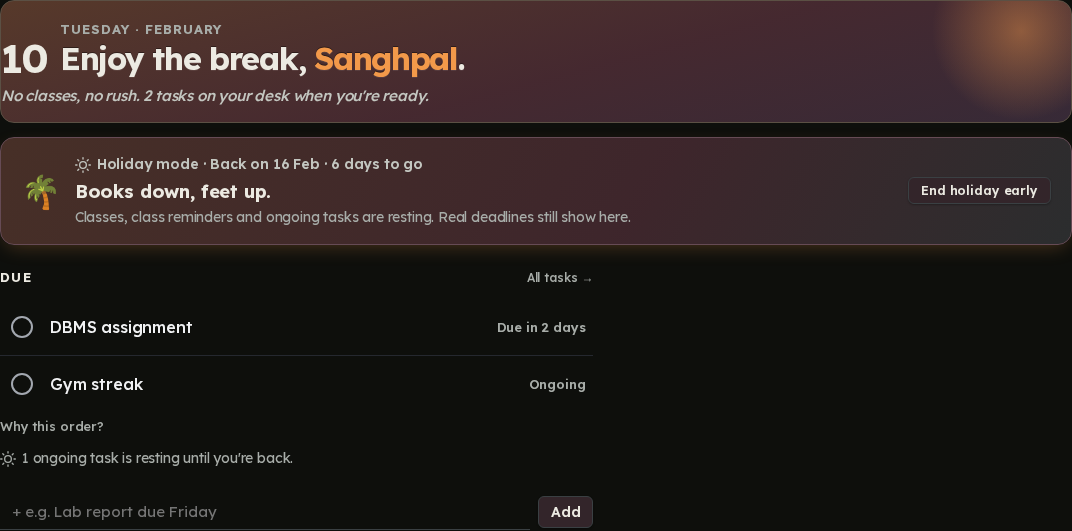 TUESDAY · FEBRUARY
10 Enjoy the break, Sanghpal.
No classes, no rush. 2 tasks on your desk when you're ready.
Holiday mode · Back on 16 Feb · 6 days to go
Books down, feet up.
Classes, class reminders and ongoing tasks are resting. Real deadlines still show here.
End holiday early
DUE
All tasks →
DBMS assignment
Due in 2 days
Gym streak
Ongoing
Why this order?
1 ongoing task is resting until you're back.
+ e.g. Lab report due Friday
Add